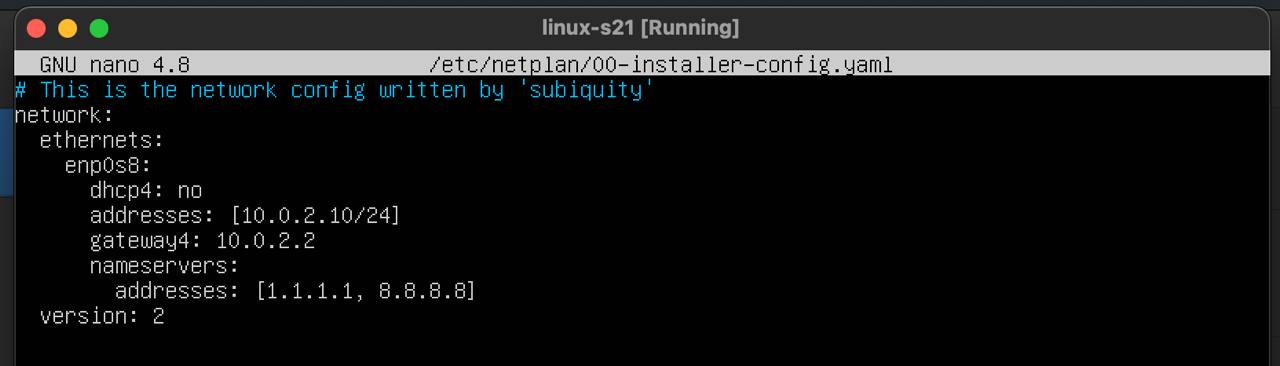 linux-s21 [Running]
GNU nano 4.8 /etc/netplan/00-installer-config.yaml
# This is the network config written by 'subiquity'
network:
  ethernets:
    enp0s8:
      dhcp4: no
      addresses: [10.0.2.10/24]
      gateway4: 10.0.2.2
      nameservers:
        addresses: [1.1.1.1, 8.8.8.8]
  version: 2